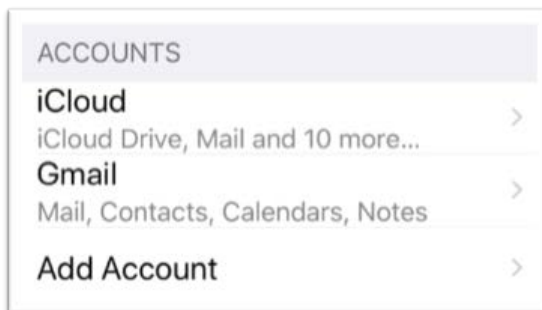 ACCOUNTS
iCloud
iCloud Drive, Mail and 10 more...
Gmail
Mail, Contacts, Calendars, Notes
Add Account